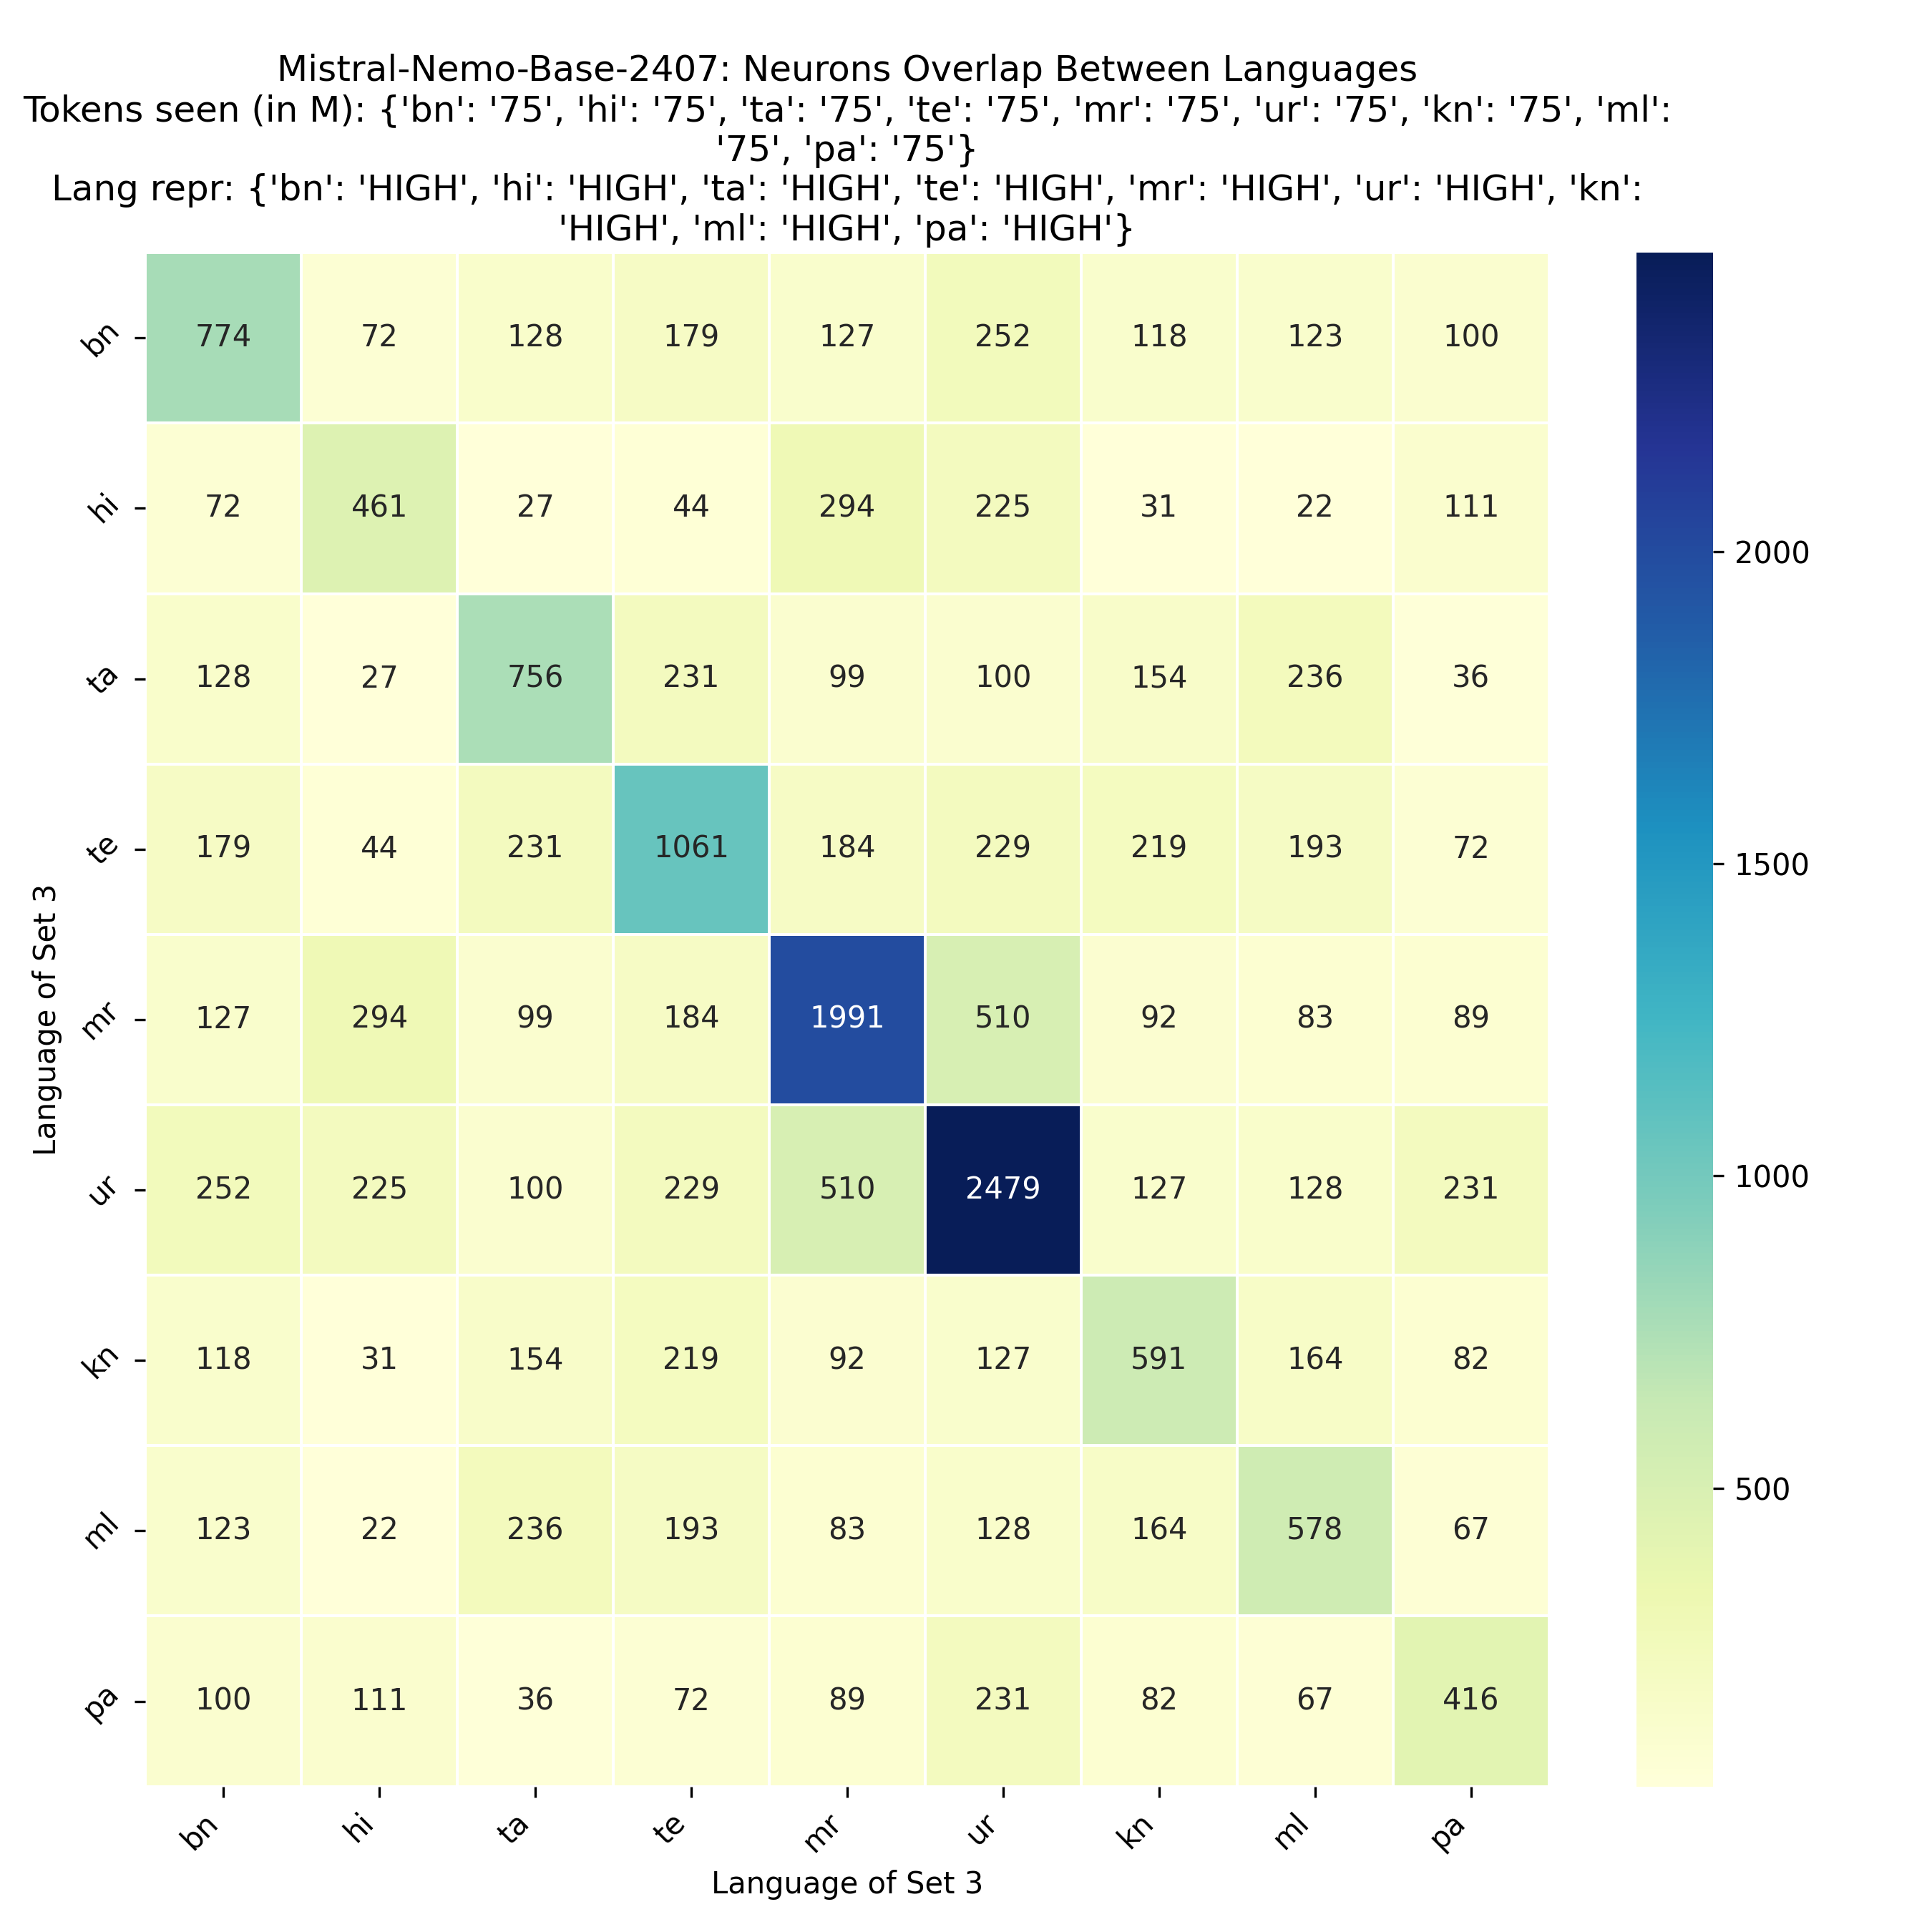 Mistral-Nemo-Base-2407: Neurons Overlap Between Languages
Tokens seen (in M): {'bn': '75', 'hi': '75', 'ta': '75', 'te': '75', 'mr': '75', 'ur': '75', 'kn': '75', 'ml':
'75', 'pa': '75'}
Lang repr: {'bn': 'HIGH', 'hi': 'HIGH', 'ta': 'HIGH', 'te': 'HIGH', 'mr': 'HIGH', 'ur': 'HIGH', 'kn':
'HIGH', 'ml': 'HIGH', 'pa': 'HIGH'}
Language of Set 3
bn 774 72 128 179 127 252 118 123 100
hi 72 461 27 44 294 225 31 22 111
ta 128 27 756 231 99 100 154 236 36
te 179 44 231 1061 184 229 219 193 72
mr 127 294 99 184 1991 510 92 83 89
ur 252 225 100 229 510 2479 127 128 231
kn 118 31 154 219 92 127 591 164 82
ml 123 22 236 193 83 128 164 578 67
pa 100 111 36 72 89 231 82 67 416
bn hi ta te mr ur kn ml pa
Language of Set 3
2000
1500
1000
500